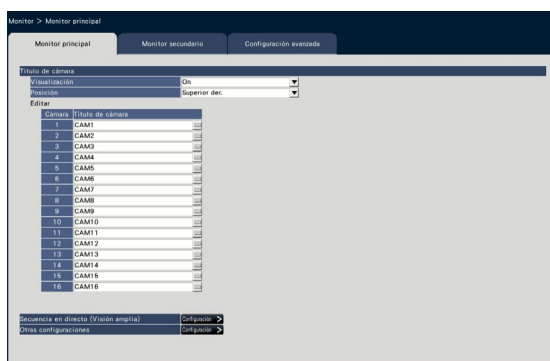 Monitor > Monitor principal
Monitor principal Monitor secundario Configuración avanzada
Título de cámara
Visualización On
Posición Superior der.
Editar
Cámara Título de cámara
1 CAM1
2 CAM2
3 CAM3
4 CAM4
5 CAM5
6 CAM6
7 CAM7
8 CAM8
9 CAM9
10 CAM10
11 CAM11
12 CAM12
13 CAM13
14 CAM14
15 CAM15
16 CAM16
Secuencia en directo (Visión amplia) Configuración >
Otras configuraciones Configuración >